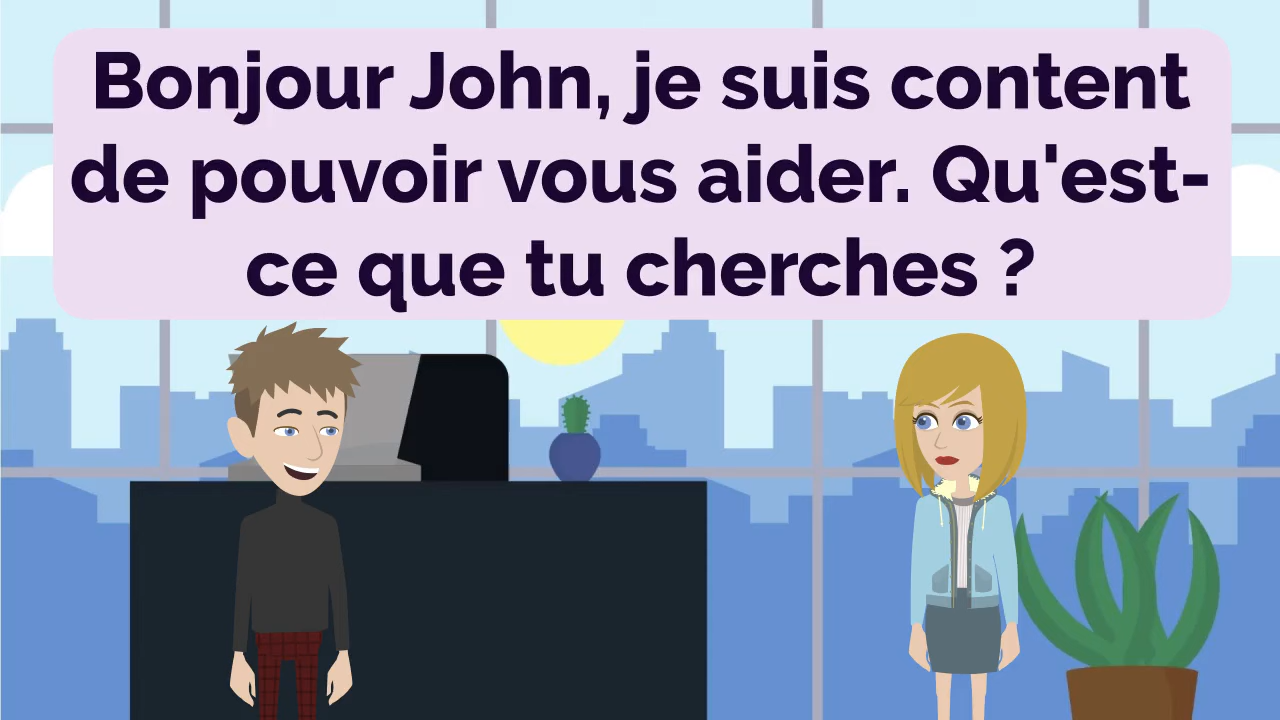 Bonjour John, je suis content
de pouvoir vous aider. Qu'est-
ce que tu cherches ?